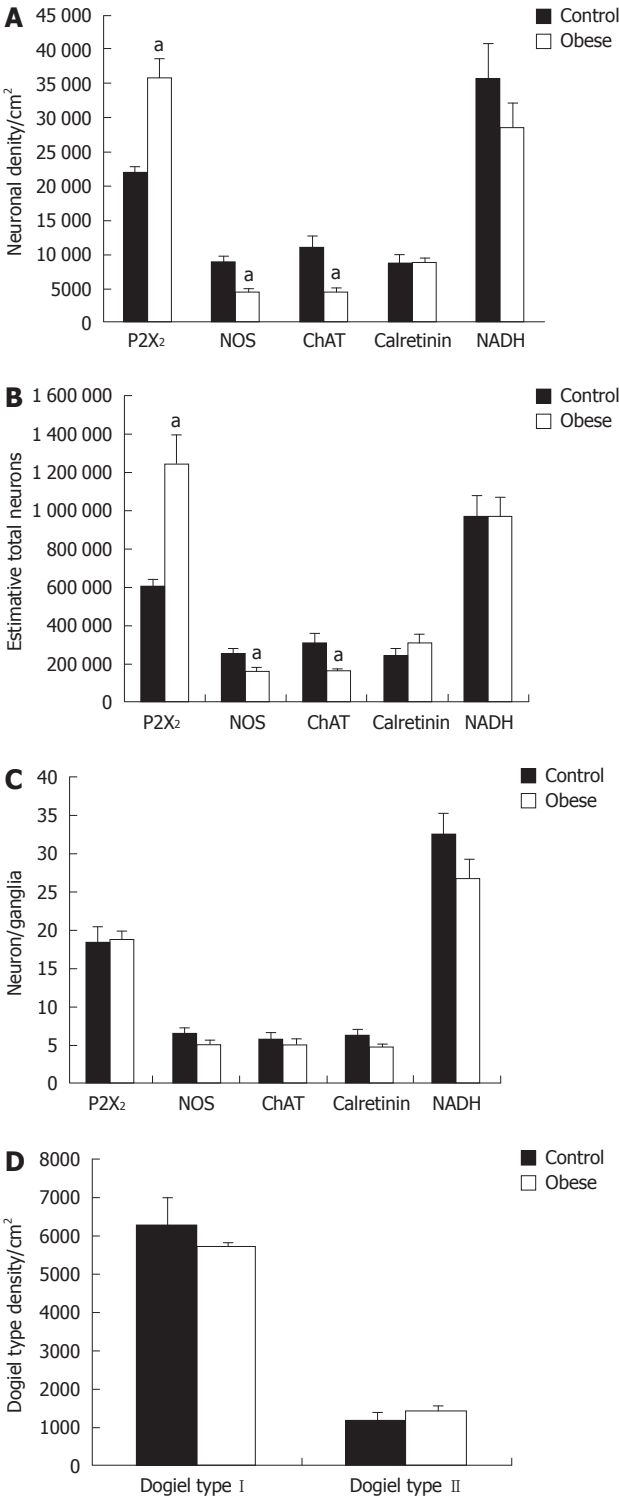 A
Neuronal denity/cm²
45 000
40 000
35 000
30 000
25 000
20 000
15 000
10 000
5000
0
a
a
a
P2X₂ NOS ChAT Calretinin NADH
Control
Obese
B
Estimative total neurons
1 600 000
1 400 000
1 200 000
1 000 000
800 000
600 000
400 000
200 000
0
a
a
a
P2X₂ NOS ChAT Calretinin NADH
Control
Obese
C
Neuron/ganglia
40
35
30
25
20
15
10
5
0
P2X₂ NOS ChAT Calretinin NADH
Control
Obese
D
Dogiel type density/cm²
8000
7000
6000
5000
4000
3000
2000
1000
0
Dogiel type Ⅰ Dogiel type Ⅱ
Control
Obese